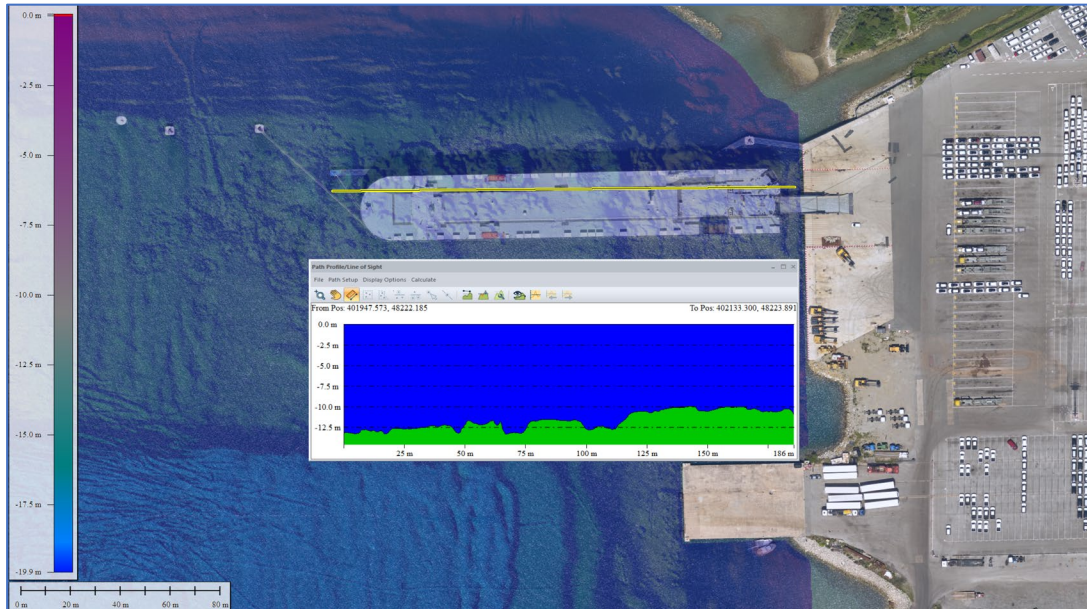 0.0 m
-2.5 m
-5.0 m
-7.5 m
-10.0 m
-12.5 m
-15.0 m
-17.5 m
-19.9 m
0 m 20 m 40 m 60 m 80 m
Path Profile/Line of Sight
File Path Setup Display Options Calculate
From Pos: 401947.573, 48222.185 To Pos: 402133.300, 48223.891
0.0 m
-2.5 m
-5.0 m
-7.5 m
-10.0 m
-12.5 m
25 m 50 m 75 m 100 m 125 m 150 m 186 m